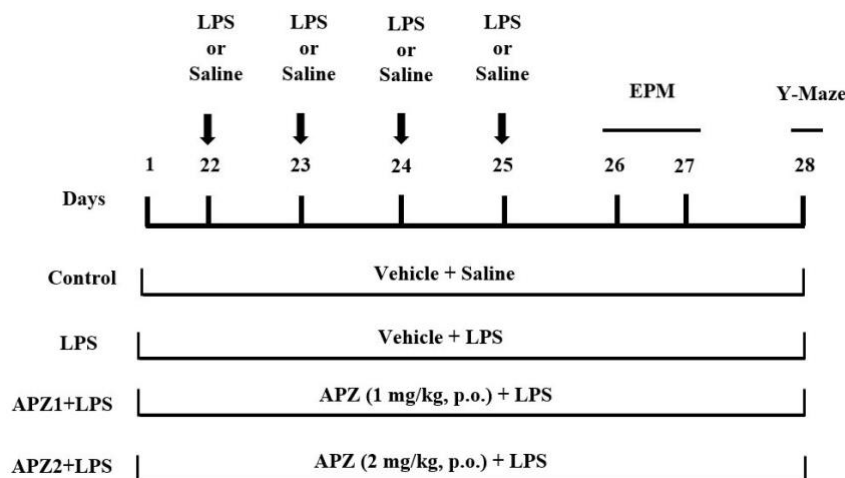 LPS LPS LPS LPS
or or or or
Saline Saline Saline Saline
EPM Y-Maze
1 22 23 24 25 26 27 28
Days
Control Vehicle + Saline
LPS Vehicle + LPS
APZ1+LPS APZ (1 mg/kg, p.o.) + LPS
APZ2+LPS APZ (2 mg/kg, p.o.) + LPS